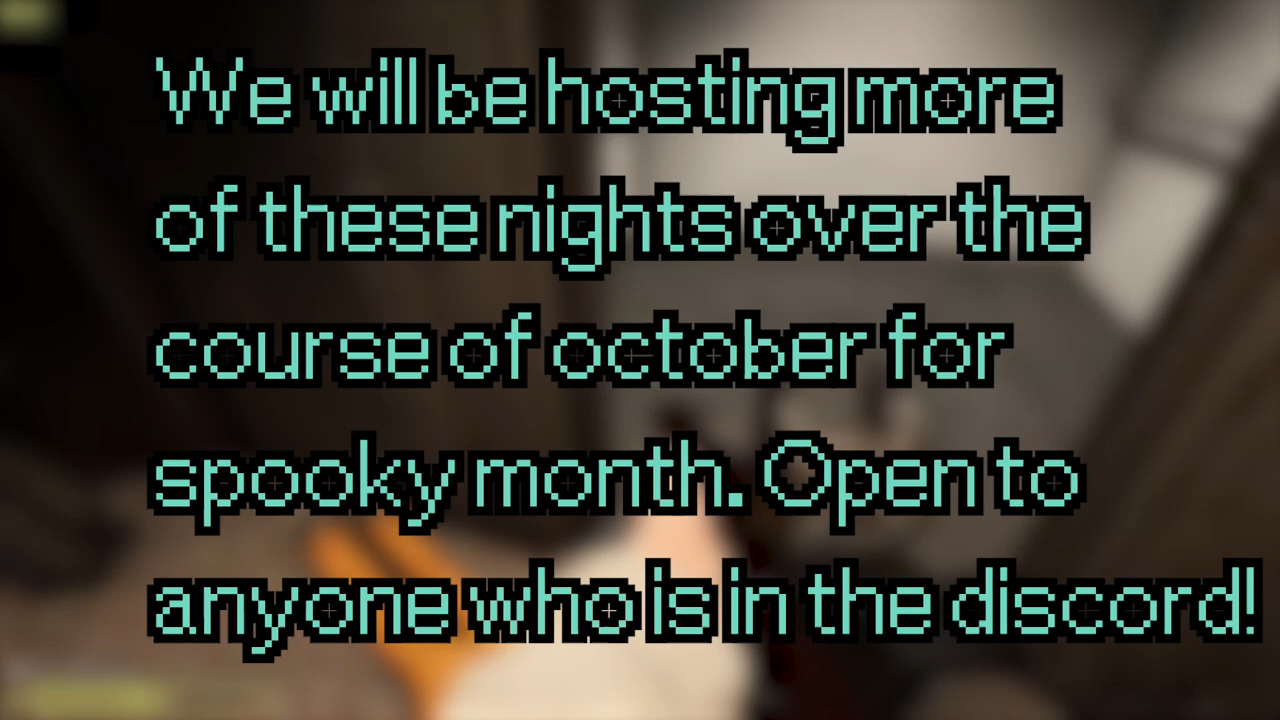 We will be hosting more
of these nights over the
course of october for
spooky month. Open to
anyone who is in the discord!